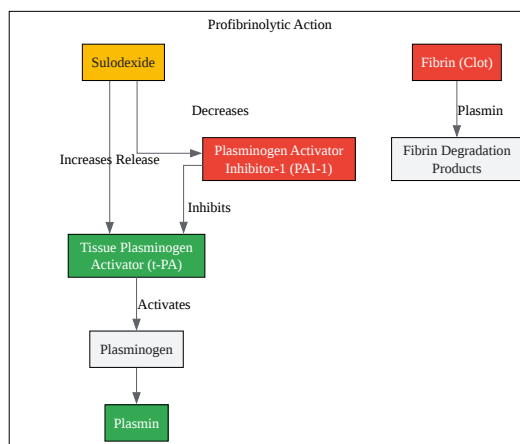 Profibrinolytic Action
Sulodexide
Fibrin (Clot)
Decreases
Plasmin
Increases Release
Plasminogen Activator
Inhibitor-1 (PAI-1)
Fibrin Degradation
Products
Inhibits
Tissue Plasminogen
Activator (t-PA)
Activates
Plasminogen
Plasmin